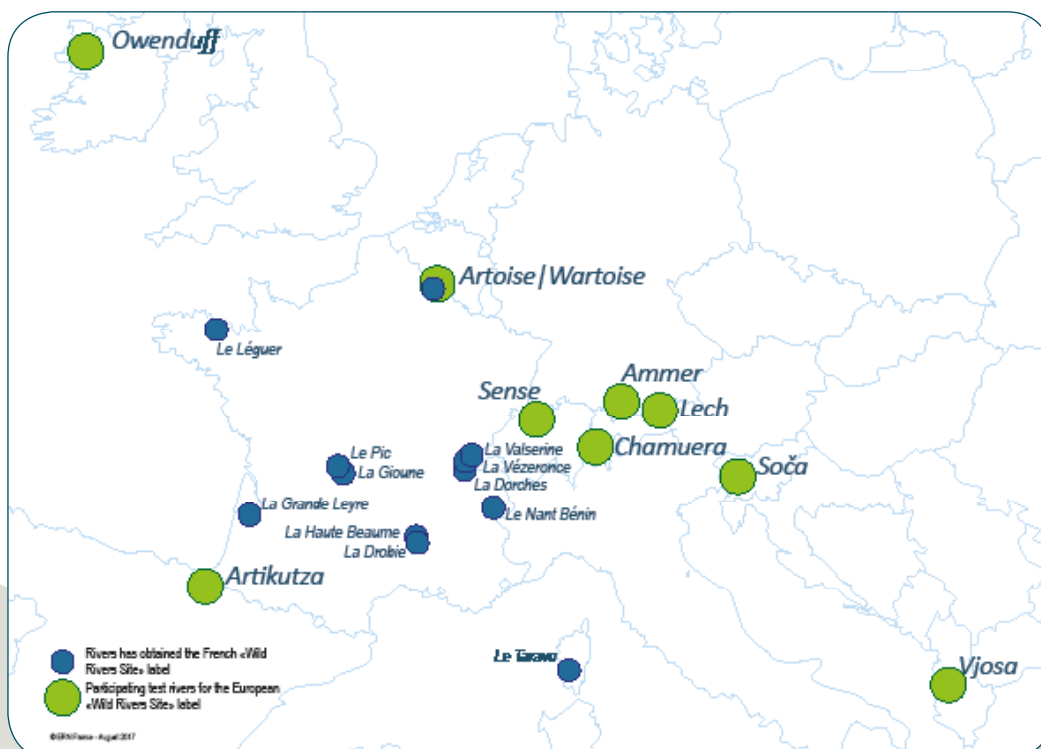 Owenduff
Artoise|Wartoise
Le Léguer
Ammer
Sense
Lech
Chamuera
La Valserine
Le Pic
La Vézeronce
La Gioune
Soča
La Dorches
La Grande Leyre
Le Nant Bénin
La Haute Beaume
La Drobie
Artikutza
Le Taravo
Vjosa
Rivers has obtained the French «Wild
Rivers Site» label
Participating test rivers for the European
«Wild Rivers Site» label
©ERN France - August 2017